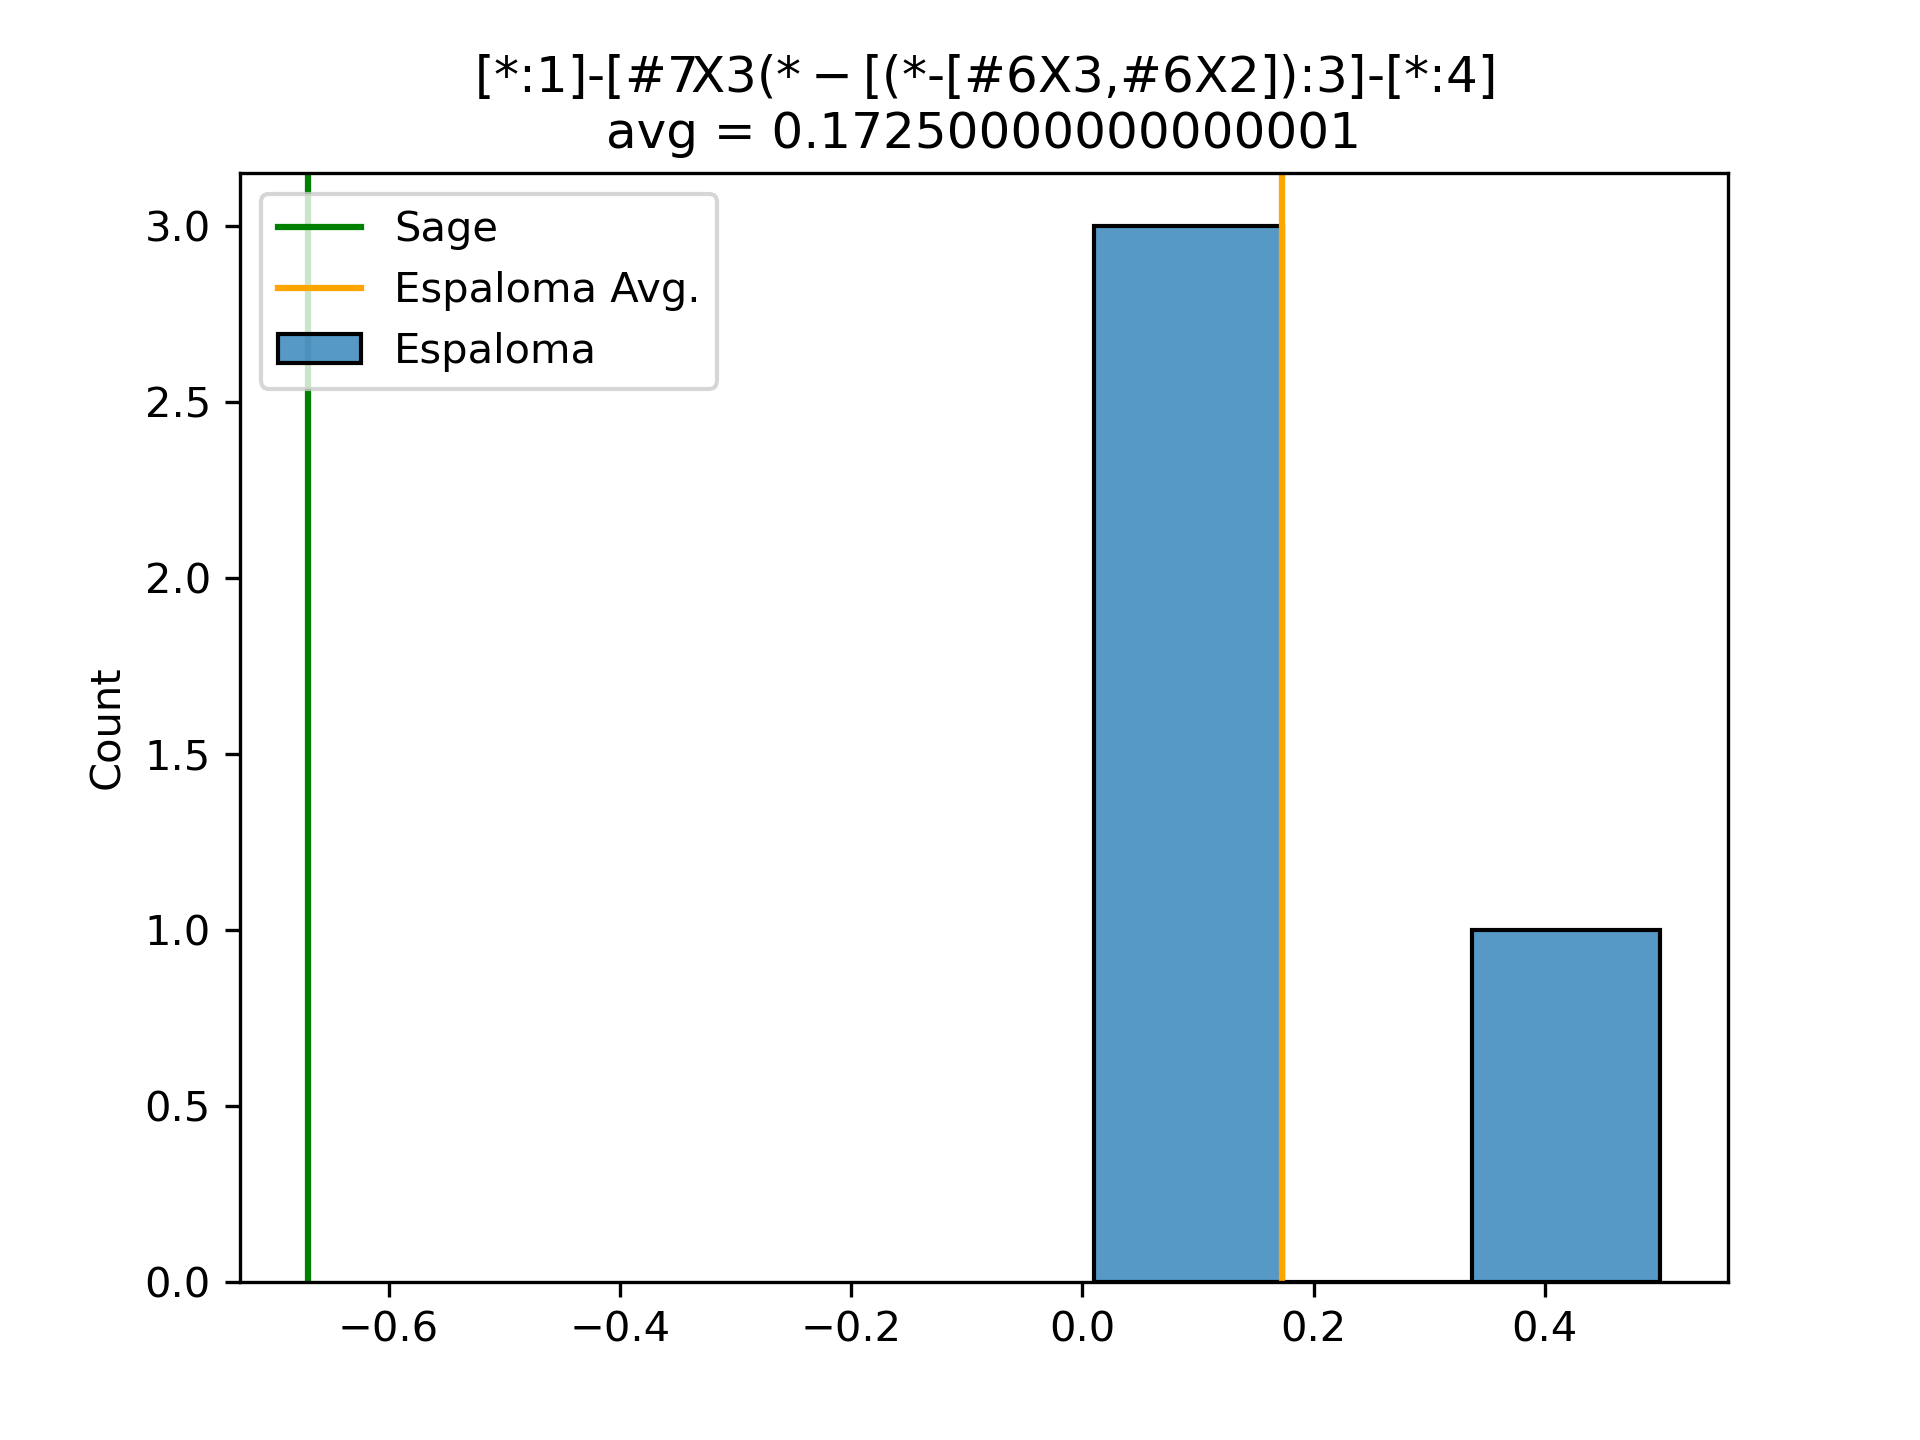 [*:1]-[#7X3(* − [(*-[#6X3,#6X2]):3]-[*:4]
avg = 0.17250000000000001
Sage
Espaloma Avg.
Espaloma
Count
3.0
2.5
2.0
1.5
1.0
0.5
0.0
−0.6
−0.4
−0.2
0.0
0.2
0.4